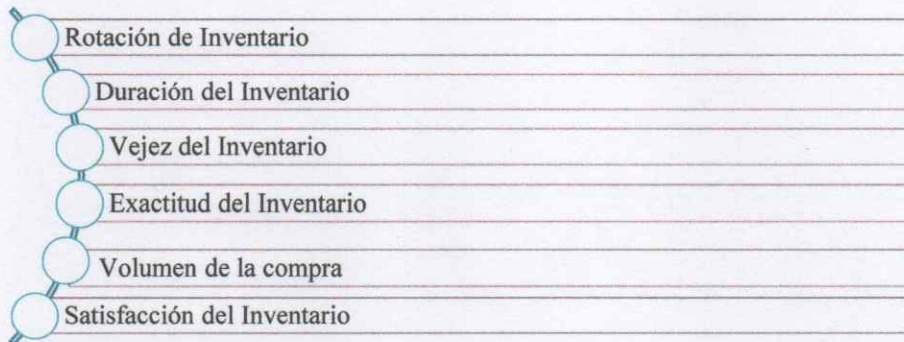 Rotación de Inventario
Duración del Inventario
Vejez del Inventario
Exactitud del Inventario
Volumen de la compra
Satisfacción del Inventario